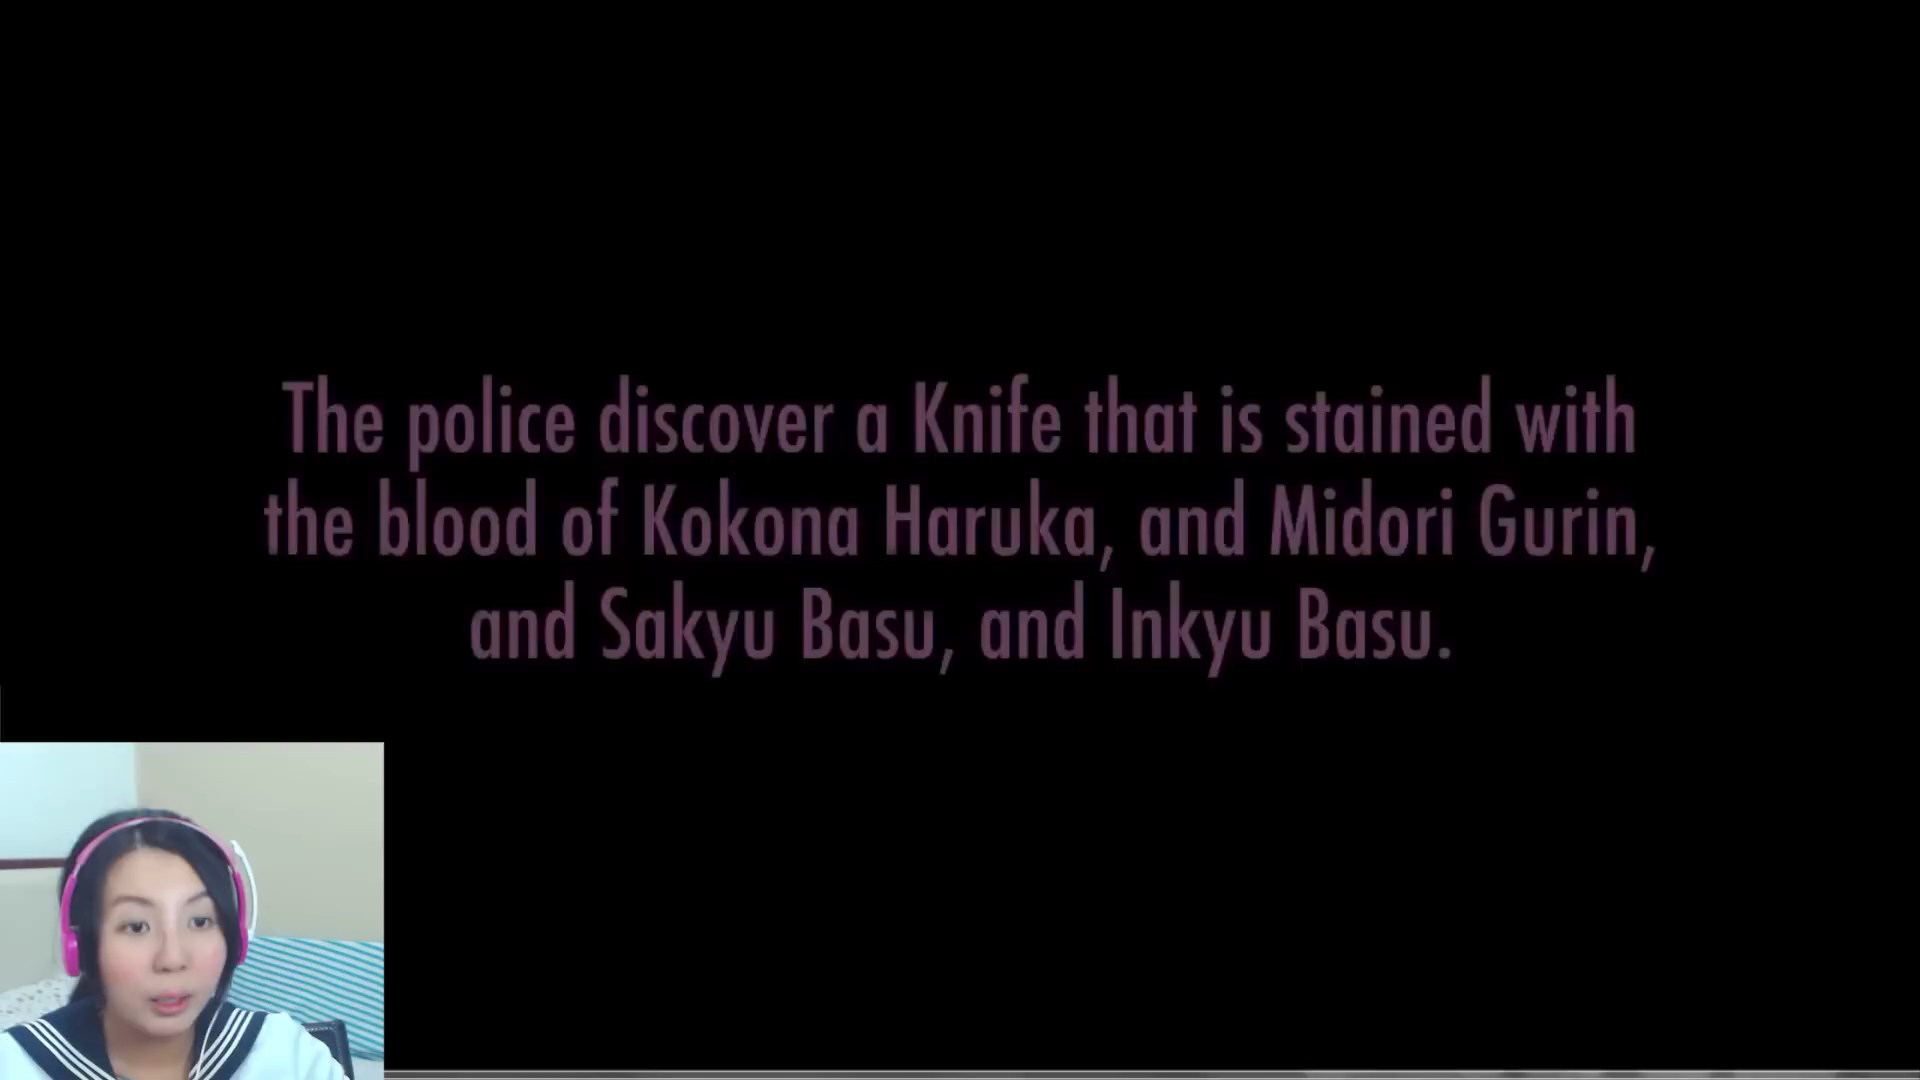 The police discover a Knife that is stained with
the blood of Kokona Haruka, and Midori Gurin,
and Sakyu Basu, and Inkyu Basu.